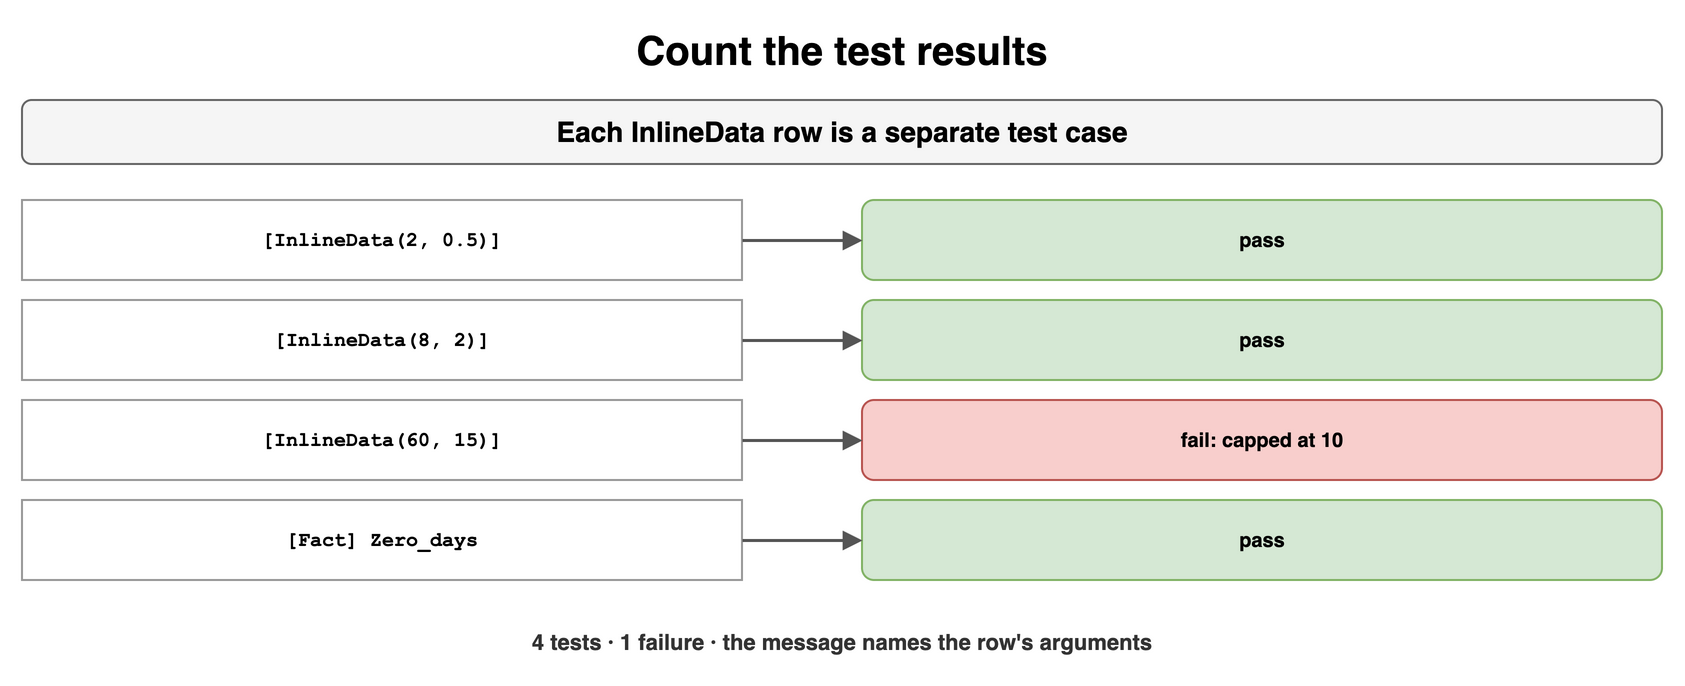 Count the test results
Each InlineData row is a separate test case
[InlineData(2, 0.5)]
pass
[InlineData(8, 2)]
pass
[InlineData(60, 15)]
fail: capped at 10
[Fact] Zero_days
pass
4 tests · 1 failure · the message names the row's arguments